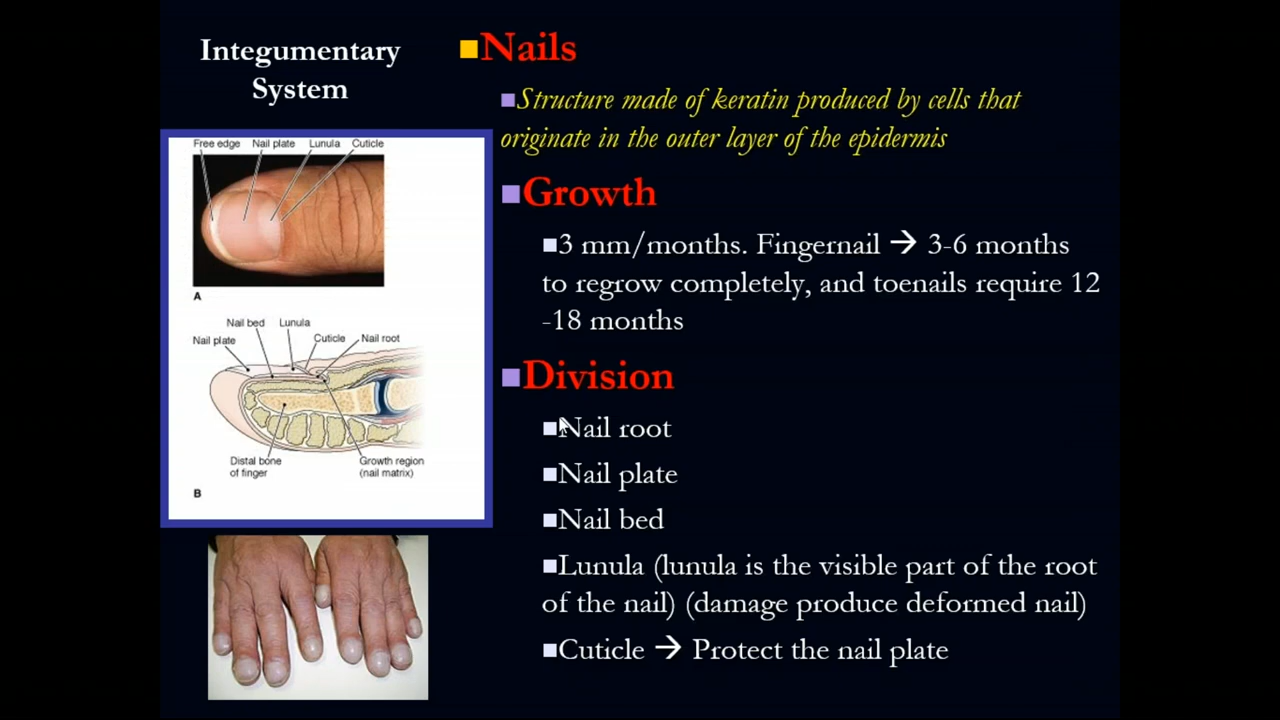 Integumentary
System
Free edge Nail plate Lunula Cuticle
A
Nail bed Lunula
Nail plate Cuticle Nail root
Distal bone
of finger
Growth region
(nail matrix)
B
Nails
Structure made of keratin produced by cells that
originate in the outer layer of the epidermis
Growth
3 mm/months. Fingernail → 3-6 months
to regrow completely, and toenails require 12
-18 months
Division
Nail root
Nail plate
Nail bed
Lunula (lunula is the visible part of the root
of the nail) (damage produce deformed nail)
Cuticle → Protect the nail plate